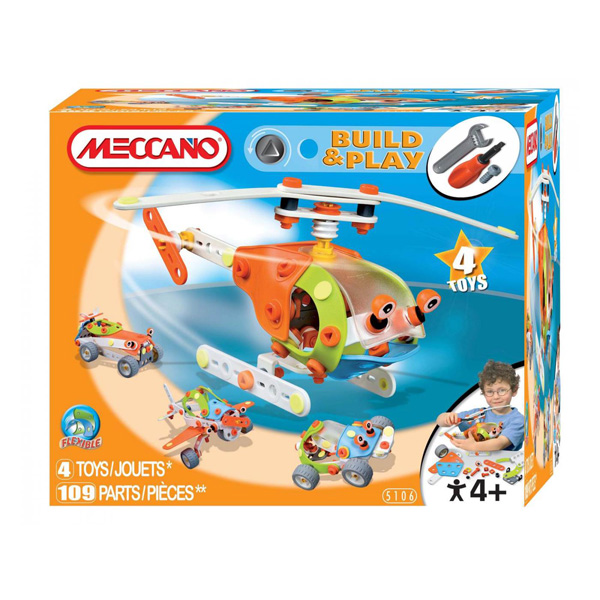 MECCANO
BUILD
& PLAY
4
TOYS
FLEXIBLE
4 TOYS/JOUETS*
109 PARTS/PIÈCES**
5106
4+